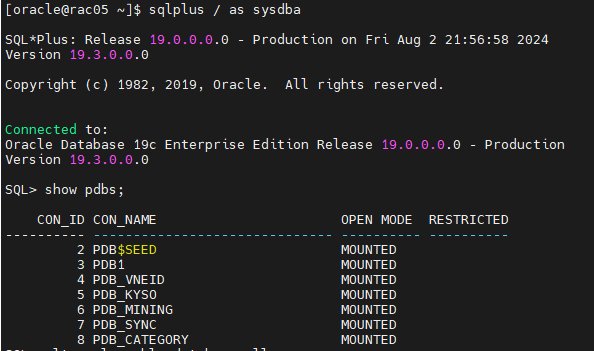 [oracle@rac05 ~]$ sqlplus / as sysdba
SQL*Plus: Release 19.0.0.0.0 - Production on Fri Aug 2 21:56:58 2024
Version 19.3.0.0.0
Copyright (c) 1982, 2019, Oracle.  All rights reserved.
Connected to:
Oracle Database 19c Enterprise Edition Release 19.0.0.0.0 - Production
Version 19.3.0.0.0
SQL> show pdbs;
    CON_ID CON_NAME                       OPEN MODE  RESTRICTED
---------- ------------------------------ ---------- ----------
         2 PDB$SEED                       MOUNTED
         3 PDB1                           MOUNTED
         4 PDB_VNEID                      MOUNTED
         5 PDB_KYSO                       MOUNTED
         6 PDB_MINING                     MOUNTED
         7 PDB_SYNC                       MOUNTED
         8 PDB_CATEGORY                   MOUNTED